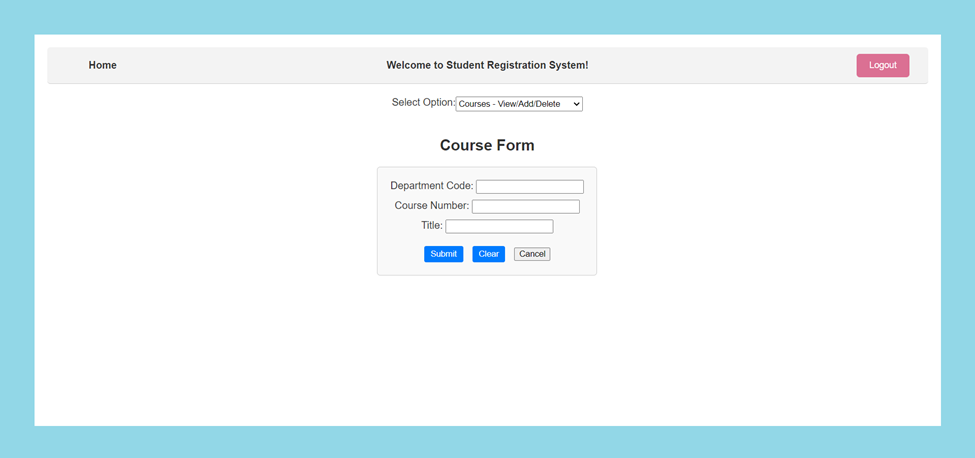 Home Welcome to Student Registration System! Logout
Select Option: Courses - View/Add/Delete
Course Form
Department Code:
Course Number:
Title:
Submit Clear Cancel